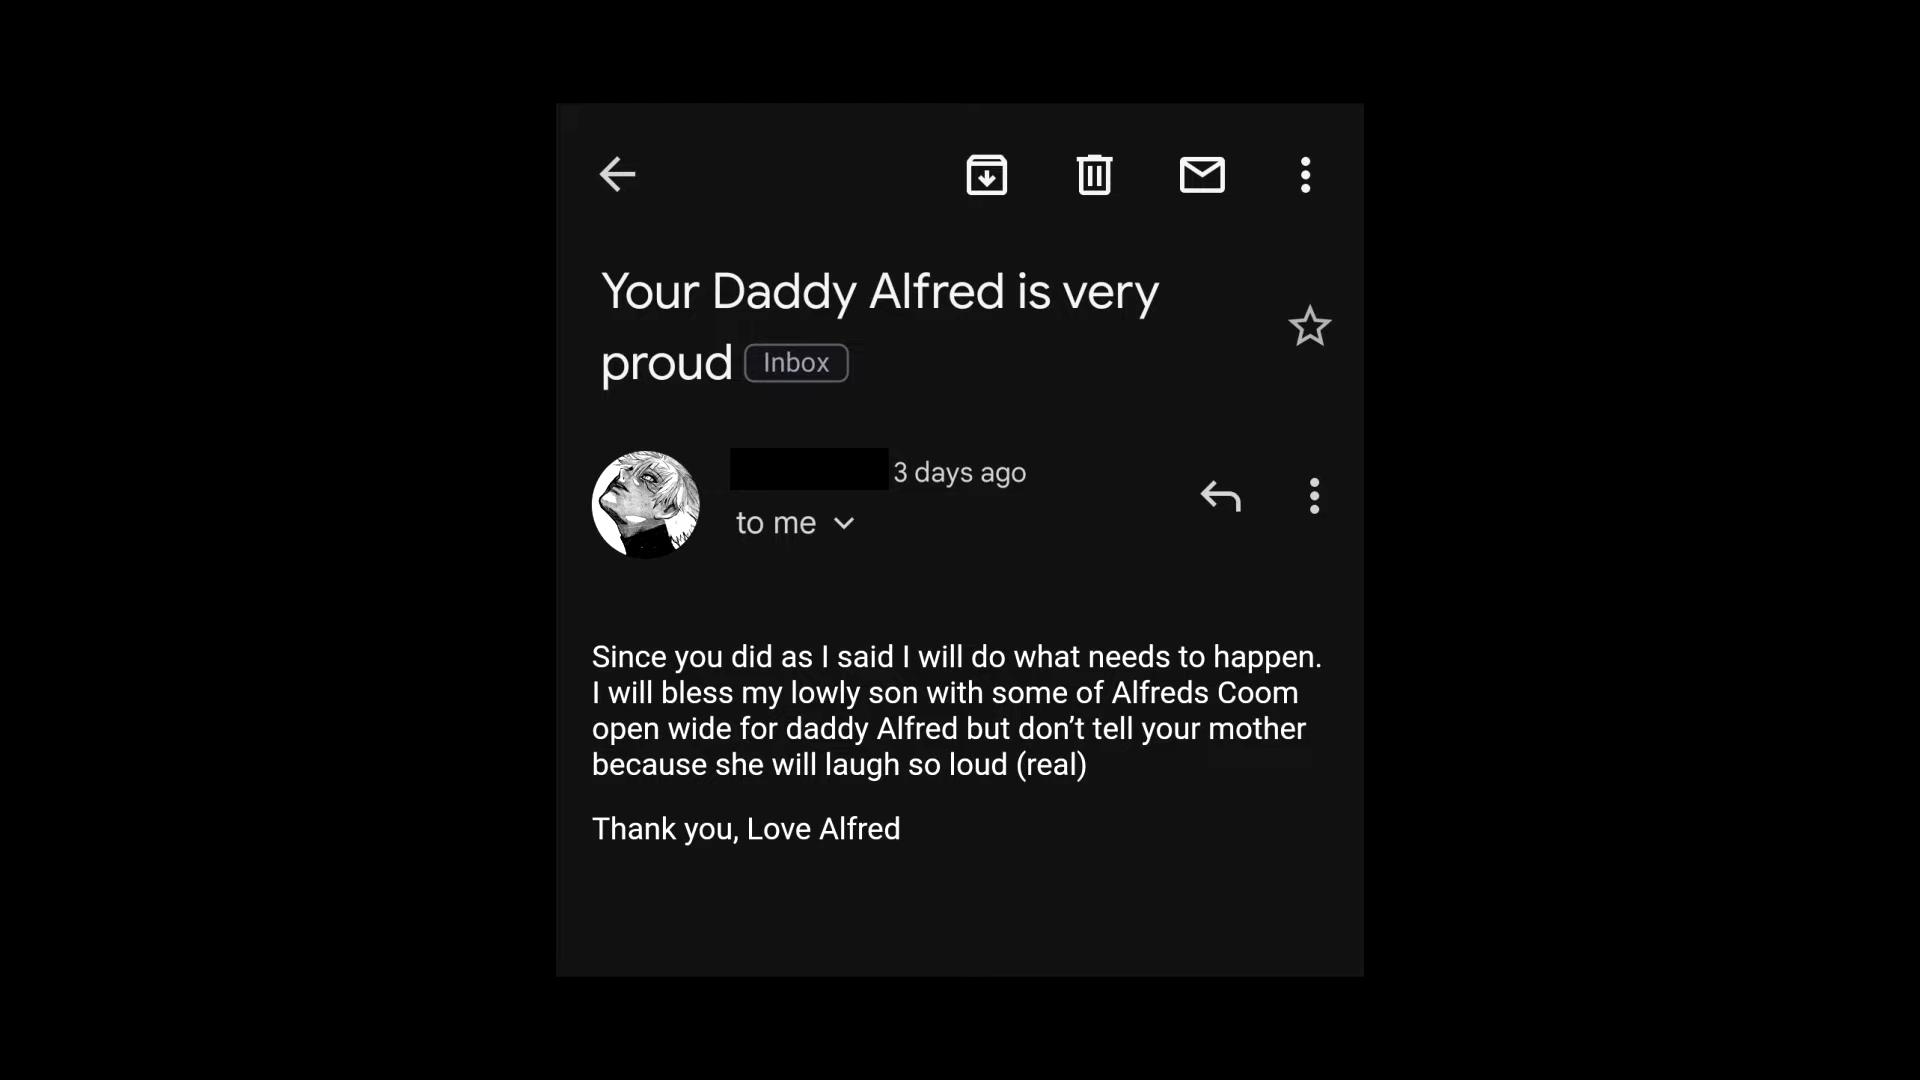 Your Daddy Alfred is very
proud Inbox
3 days ago
to me
Since you did as I said I will do what needs to happen.
I will bless my lowly son with some of Alfreds Coom
open wide for daddy Alfred but don’t tell your mother
because she will laugh so loud (real)
Thank you, Love Alfred